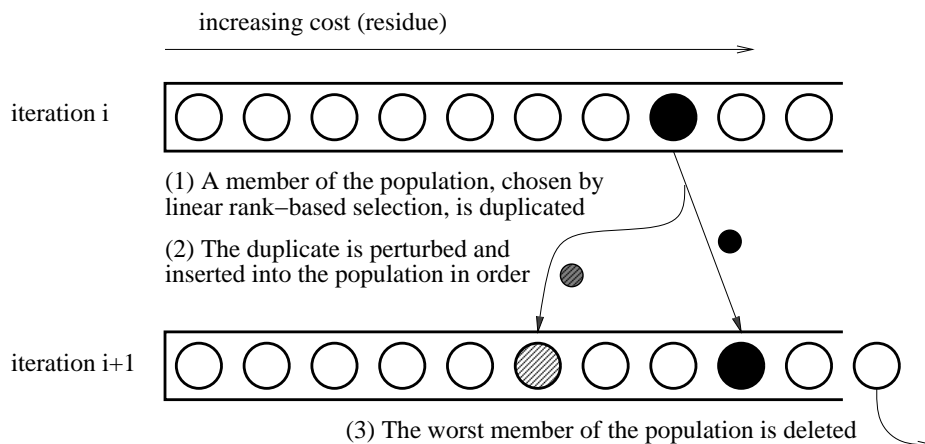 increasing cost (residue)
iteration i
(1) A member of the population, chosen by
linear rank−based selection, is duplicated
(2) The duplicate is perturbed and
inserted into the population in order
iteration i+1
(3) The worst member of the population is deleted